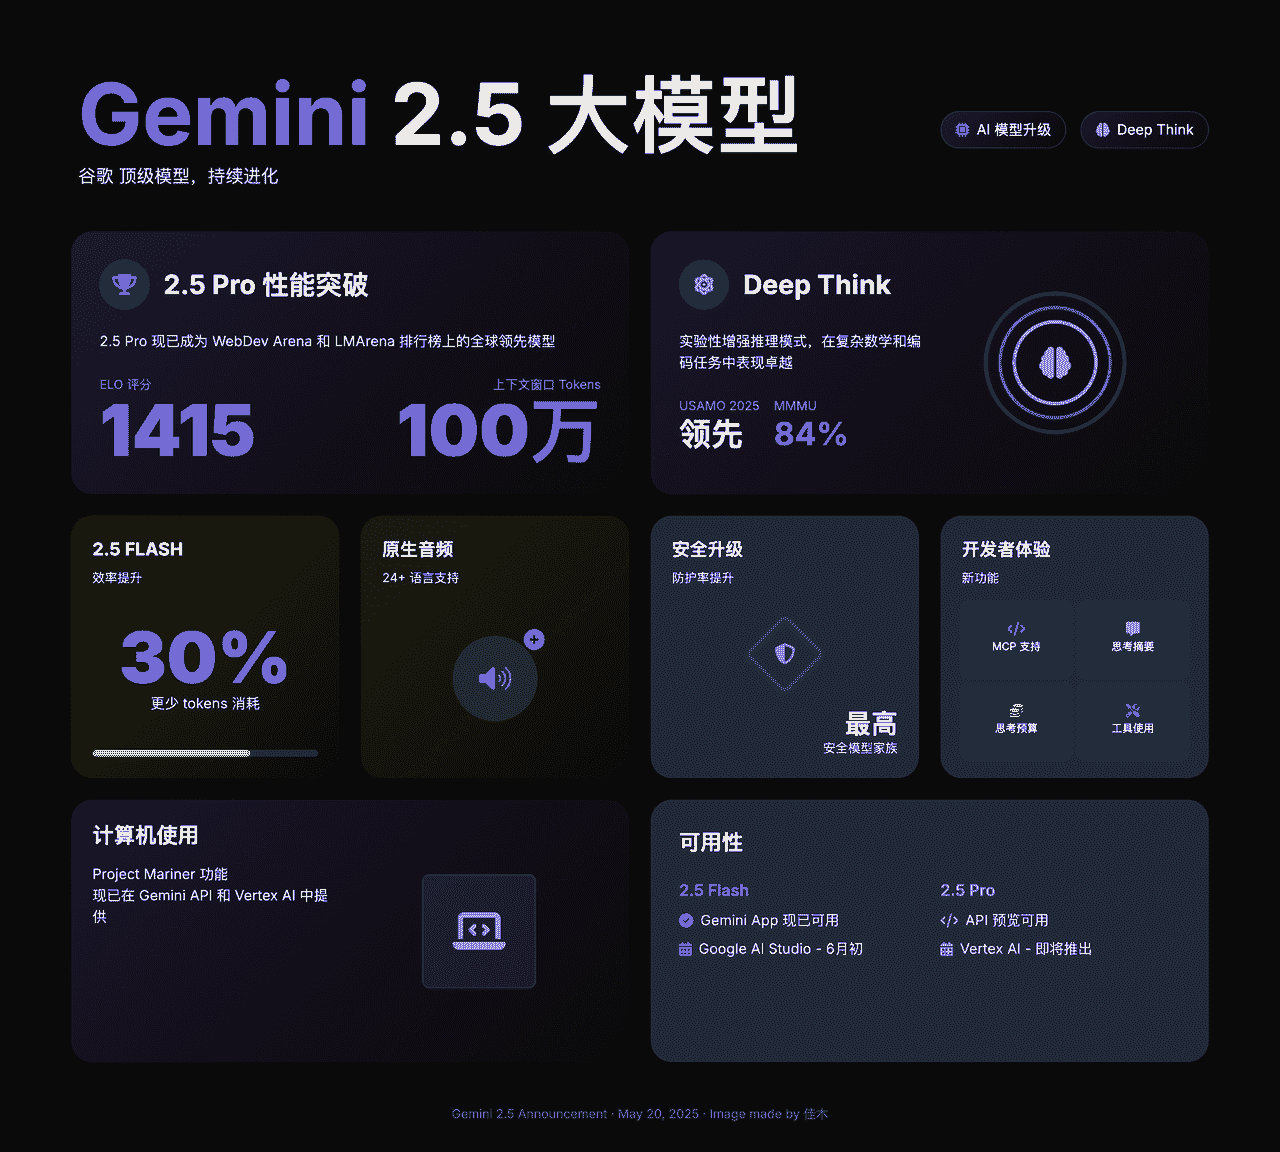 Gemini 2.5 大模型
谷歌 顶级模型，持续进化
AI 模型升级
Deep Think
2.5 Pro 性能突破
2.5 Pro 现已成为 WebDev Arena 和 LMArena 排行榜上的全球领先模型
ELO 评分
1415
上下文窗口 Tokens
100万
Deep Think
实验性增强推理模式，在复杂数学和编
码任务中表现卓越
USAMO 2025
领先
MMMU
84%
2.5 FLASH
效率提升
30%
更少 tokens 消耗
原生音频
24+ 语言支持
安全升级
防护率提升
最高
安全模型家族
开发者体验
新功能
MCP 支持
思考摘要
思考预算
工具使用
计算机使用
Project Mariner 功能
现已在 Gemini API 和 Vertex AI 中提
供
可用性
2.5 Flash
Gemini App 现已可用
Google AI Studio - 6月初
2.5 Pro
API 预览可用
Vertex AI - 即将推出
Gemini 2.5 Announcement · May 20, 2025 · Image made by 佳木